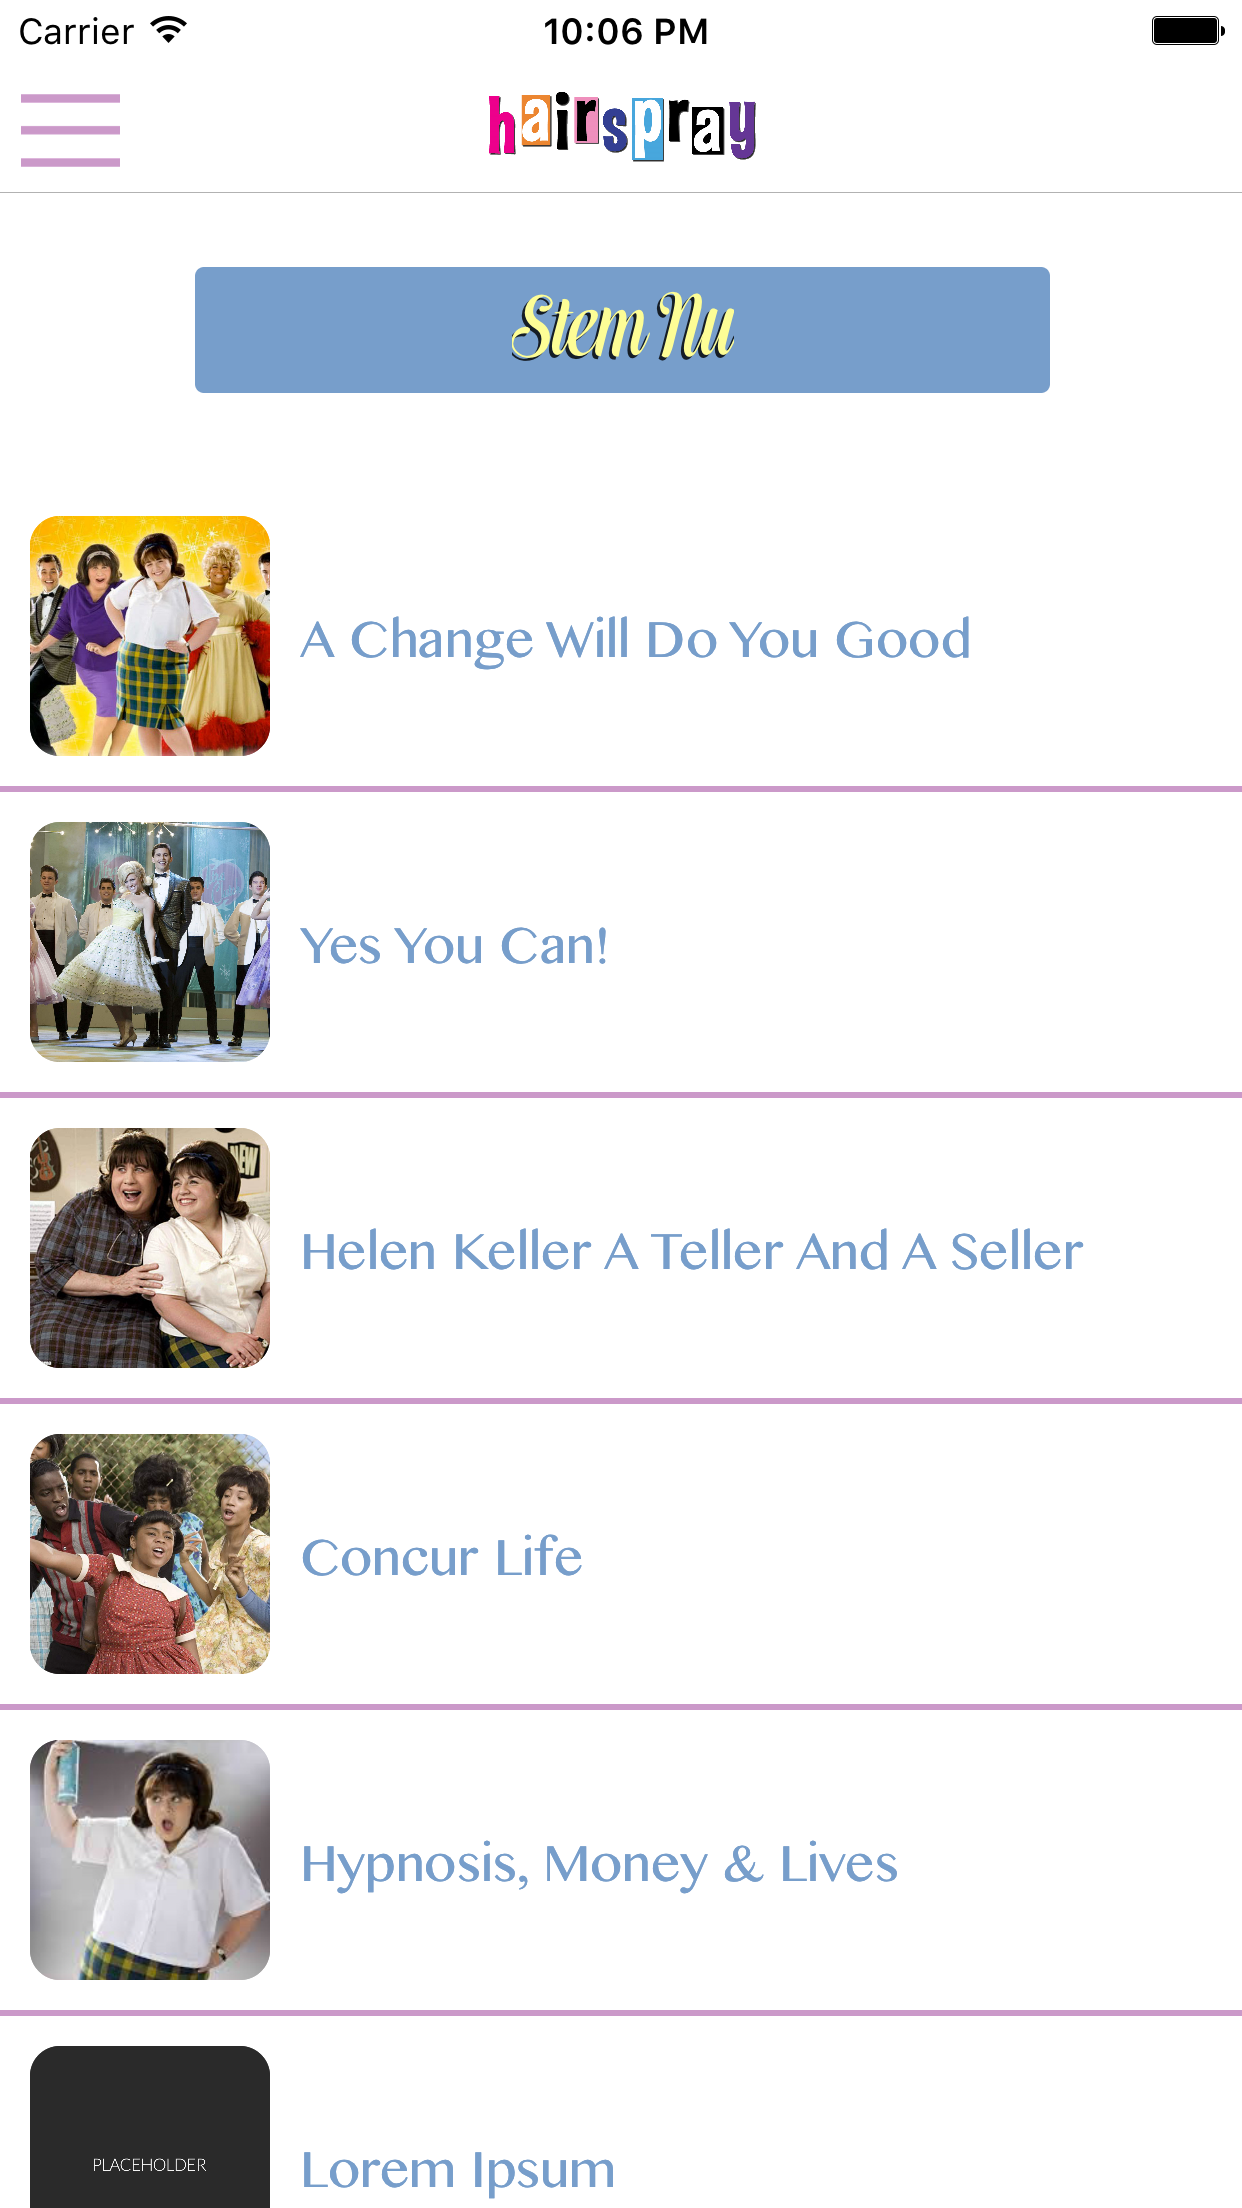 Carrier 10:06 PM
hairspray
Stem Nu
A Change Will Do You Good
Yes You Can!
NEW
Helen Keller A Teller And A Seller
Concur Life
Hypnosis, Money & Lives
PLACEHOLDER
Lorem Ipsum